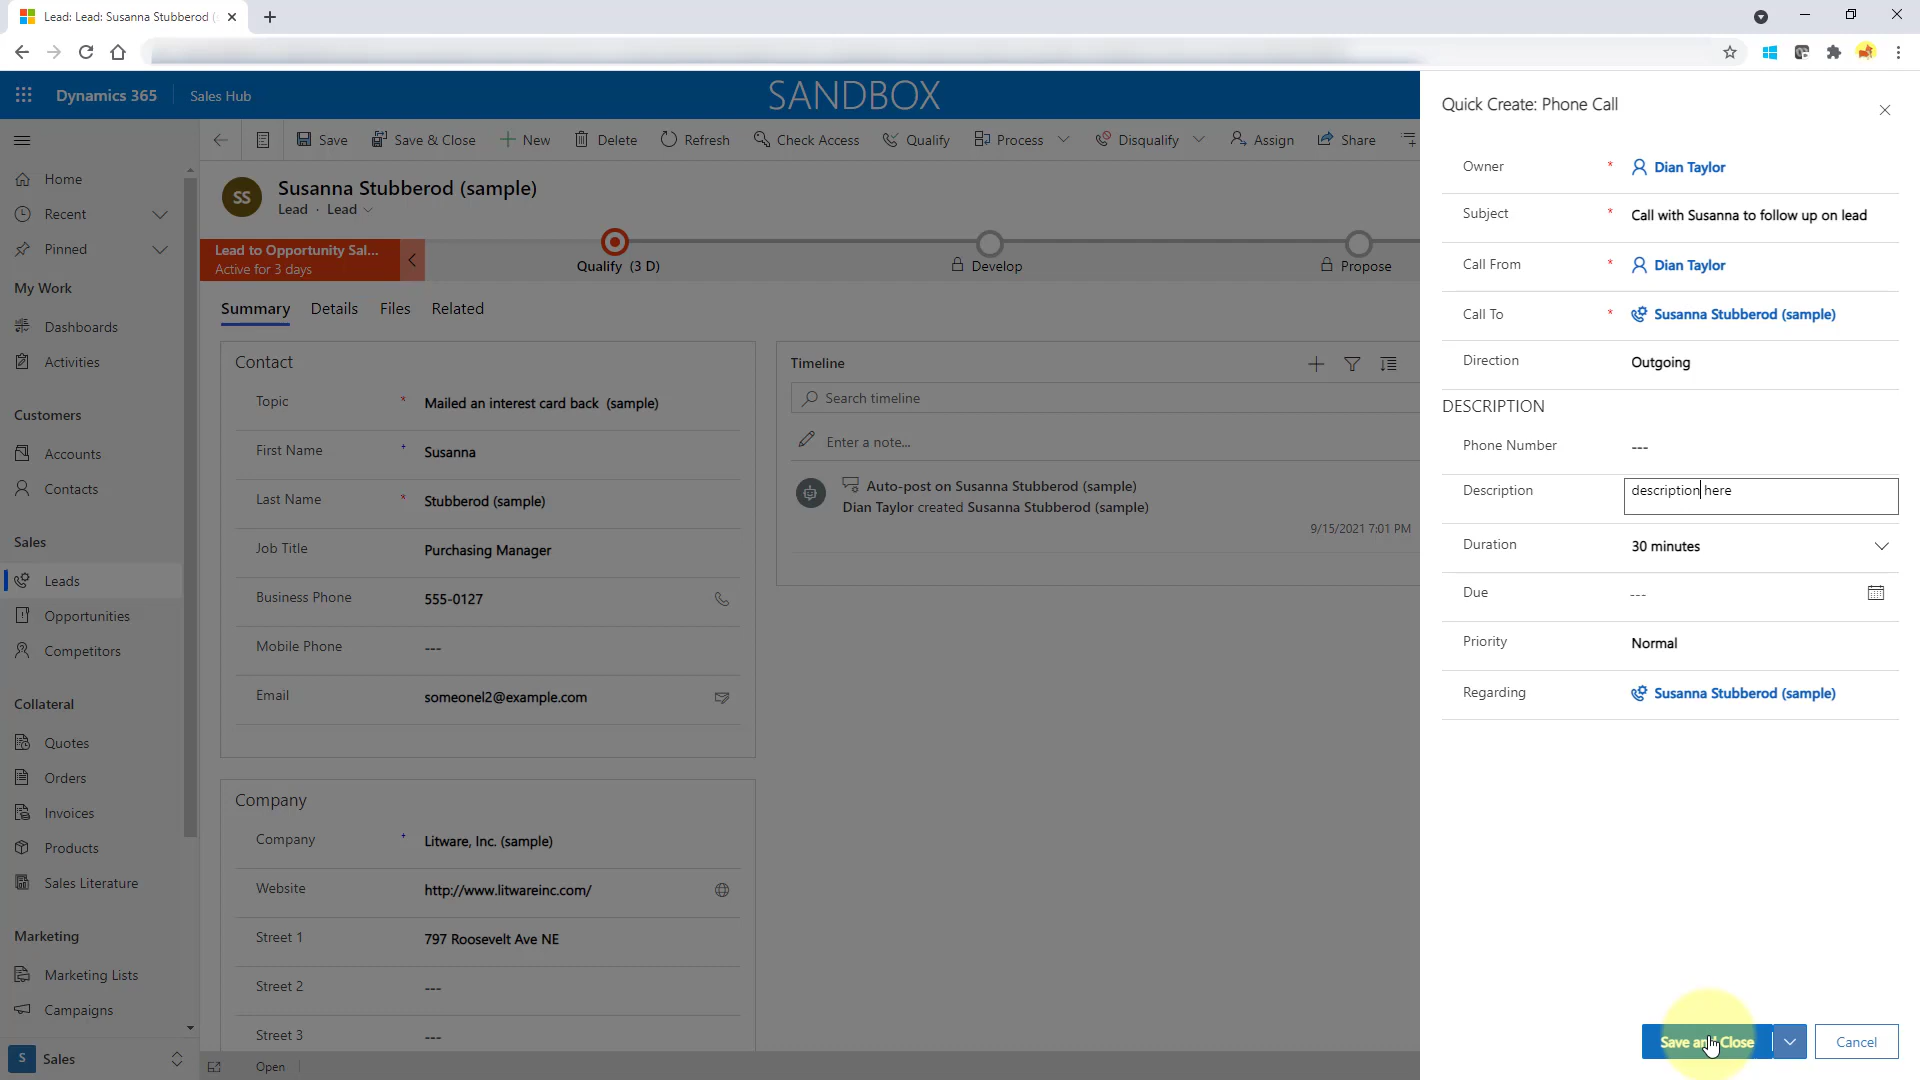 Lead: Lead: Susanna Stubberod (
Dynamics 365
Sales Hub
SANDBOX
Save
Save & Close
New
Delete
Refresh
Check Access
Qualify
Process
Disqualify
Assign
Share
Home
Recent
Pinned
My Work
Dashboards
Activities
Customers
Accounts
Contacts
Sales
Leads
Opportunities
Competitors
Collateral
Quotes
Orders
Invoices
Products
Sales Literature
Marketing
Marketing Lists
Campaigns
S Sales
SS
Susanna Stubberod (sample)
Lead · Lead
Lead to Opportunity Sal...
Active for 3 days
Qualify (3 D)
Develop
Propose
Summary
Details
Files
Related
Contact
Topic * Mailed an interest card back (sample)
First Name + Susanna
Last Name * Stubberod (sample)
Job Title Purchasing Manager
Business Phone 555-0127
Mobile Phone ---
Email someonel2@example.com
Company
Company + Litware, Inc. (sample)
Website http://www.litwareinc.com/
Street 1 797 Roosevelt Ave NE
Street 2 ---
Street 3 ---
Open
Timeline
Search timeline
Enter a note...
Auto-post on Susanna Stubberod (sample)
Dian Taylor created Susanna Stubberod (sample)
9/15/2021 7:01 PM
Quick Create: Phone Call
Owner * Dian Taylor
Subject * Call with Susanna to follow up on lead
Call From * Dian Taylor
Call To * Susanna Stubberod (sample)
Direction Outgoing
DESCRIPTION
Phone Number ---
Description description here
Duration 30 minutes
Due ---
Priority Normal
Regarding Susanna Stubberod (sample)
Save and Close
Cancel